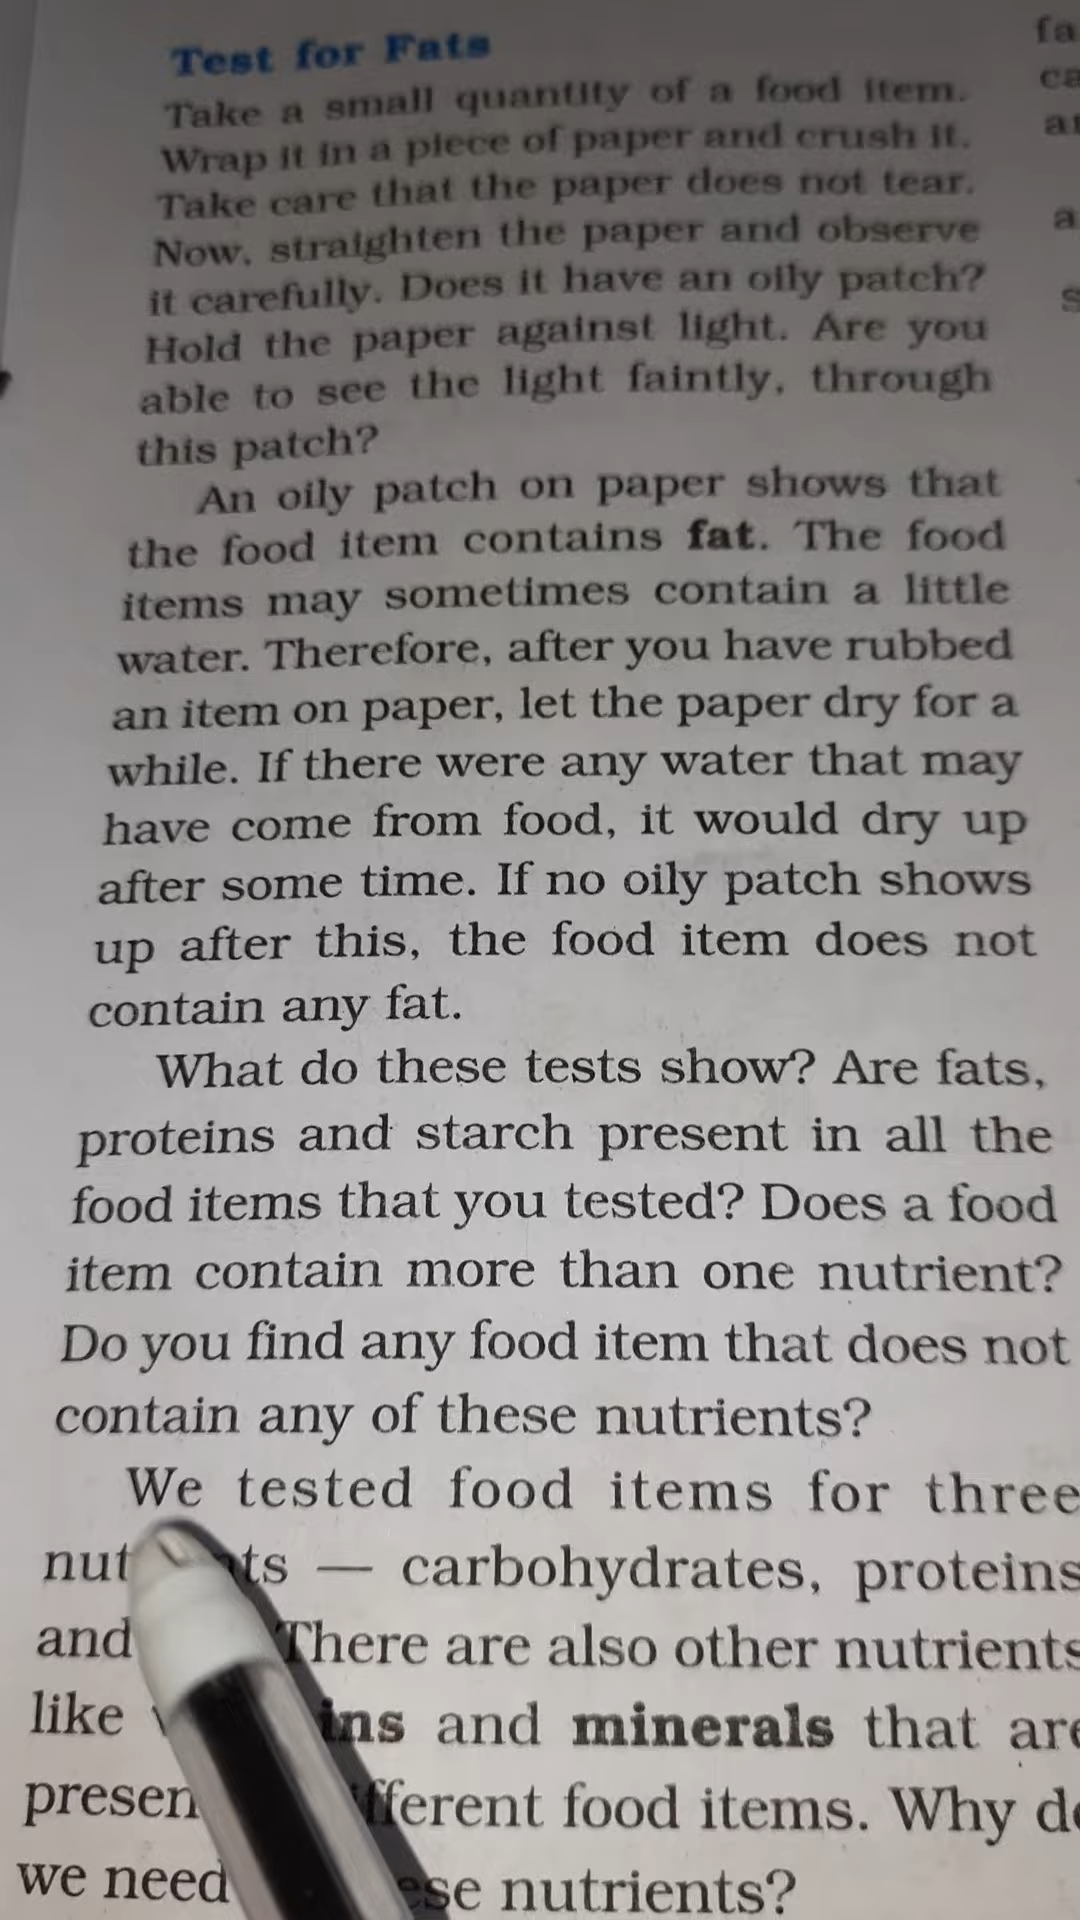 Test for Fats
Take a small quantity of a food item.
Wrap it in a piece of paper and crush it.
Take care that the paper does not tear.
Now, straighten the paper and observe
it carefully. Does it have an oily patch?
Hold the paper against light. Are you
able to see the light faintly, through
this patch?
An oily patch on paper shows that
the food item contains fat. The food
items may sometimes contain a little
water. Therefore, after you have rubbed
an item on paper, let the paper dry for a
while. If there were any water that may
have come from food, it would dry up
after some time. If no oily patch shows
up after this, the food item does not
contain any fat.
What do these tests show? Are fats,
proteins and starch present in all the
food items that you tested? Does a food
item contain more than one nutrient?
Do you find any food item that does not
contain any of these nutrients?
We tested food items for three
— carbohydrates, proteins
and There are also other nutrients
like and minerals that are
food items. Why do
we need nutrients?